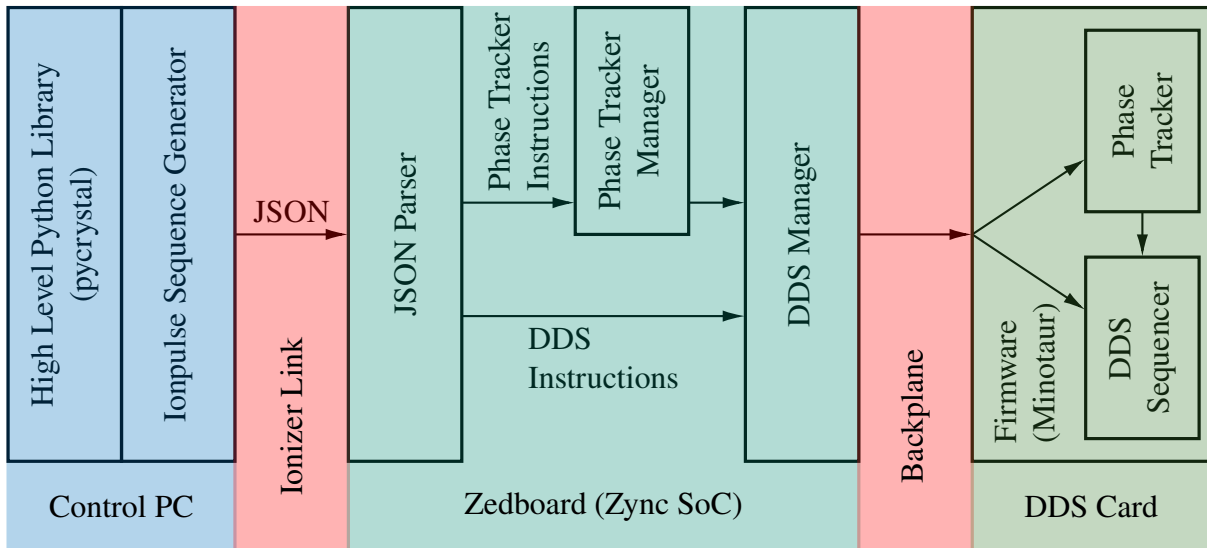 High Level Python Library
(pycrystal)
Ionpulse Sequence Generator
Control PC
JSON
Ionizer Link
JSON Parser
Phase Tracker
Instructions
Phase Tracker
Manager
DDS
Instructions
DDS Manager
Zedboard (Zync SoC)
Backplane
Firmware
(Minotaur)
Phase
Tracker
DDS
Sequencer
DDS Card